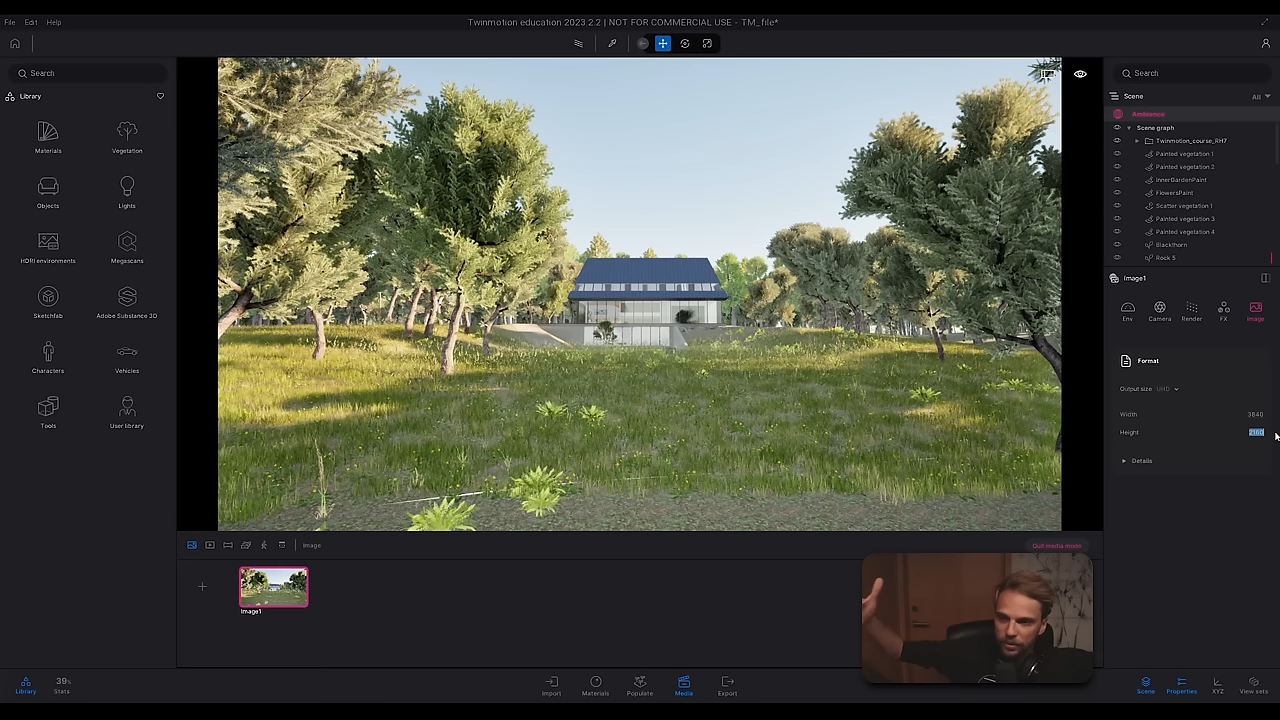 File Edit Help
Twinmotion education 2023.2.2 | NOT FOR COMMERCIAL USE - TM_file*
Search
Library
Materials
Vegetation
Objects
Lights
HDRI environments
Megascans
Sketchfab
Adobe Substance 3D
Characters
Vehicles
Tools
User library
Search
Scene
All
Ambience
Scene graph
Twinmotion_course_RH7
Painted vegetation 1
Painted vegetation 2
InnerGardenPaint
FlowersPaint
Scatter vegetation 1
Painted vegetation 3
Painted vegetation 4
Blackthorn
Rock 5
Image1
Env
Camera
Render
FX
Image
Format
Output size UHD
Width 3840
Height 2160
Details
Image
Quit media mode
Image1
Library
39%
Stats
Import
Materials
Populate
Media
Export
Scene
Properties
XYZ
View sets